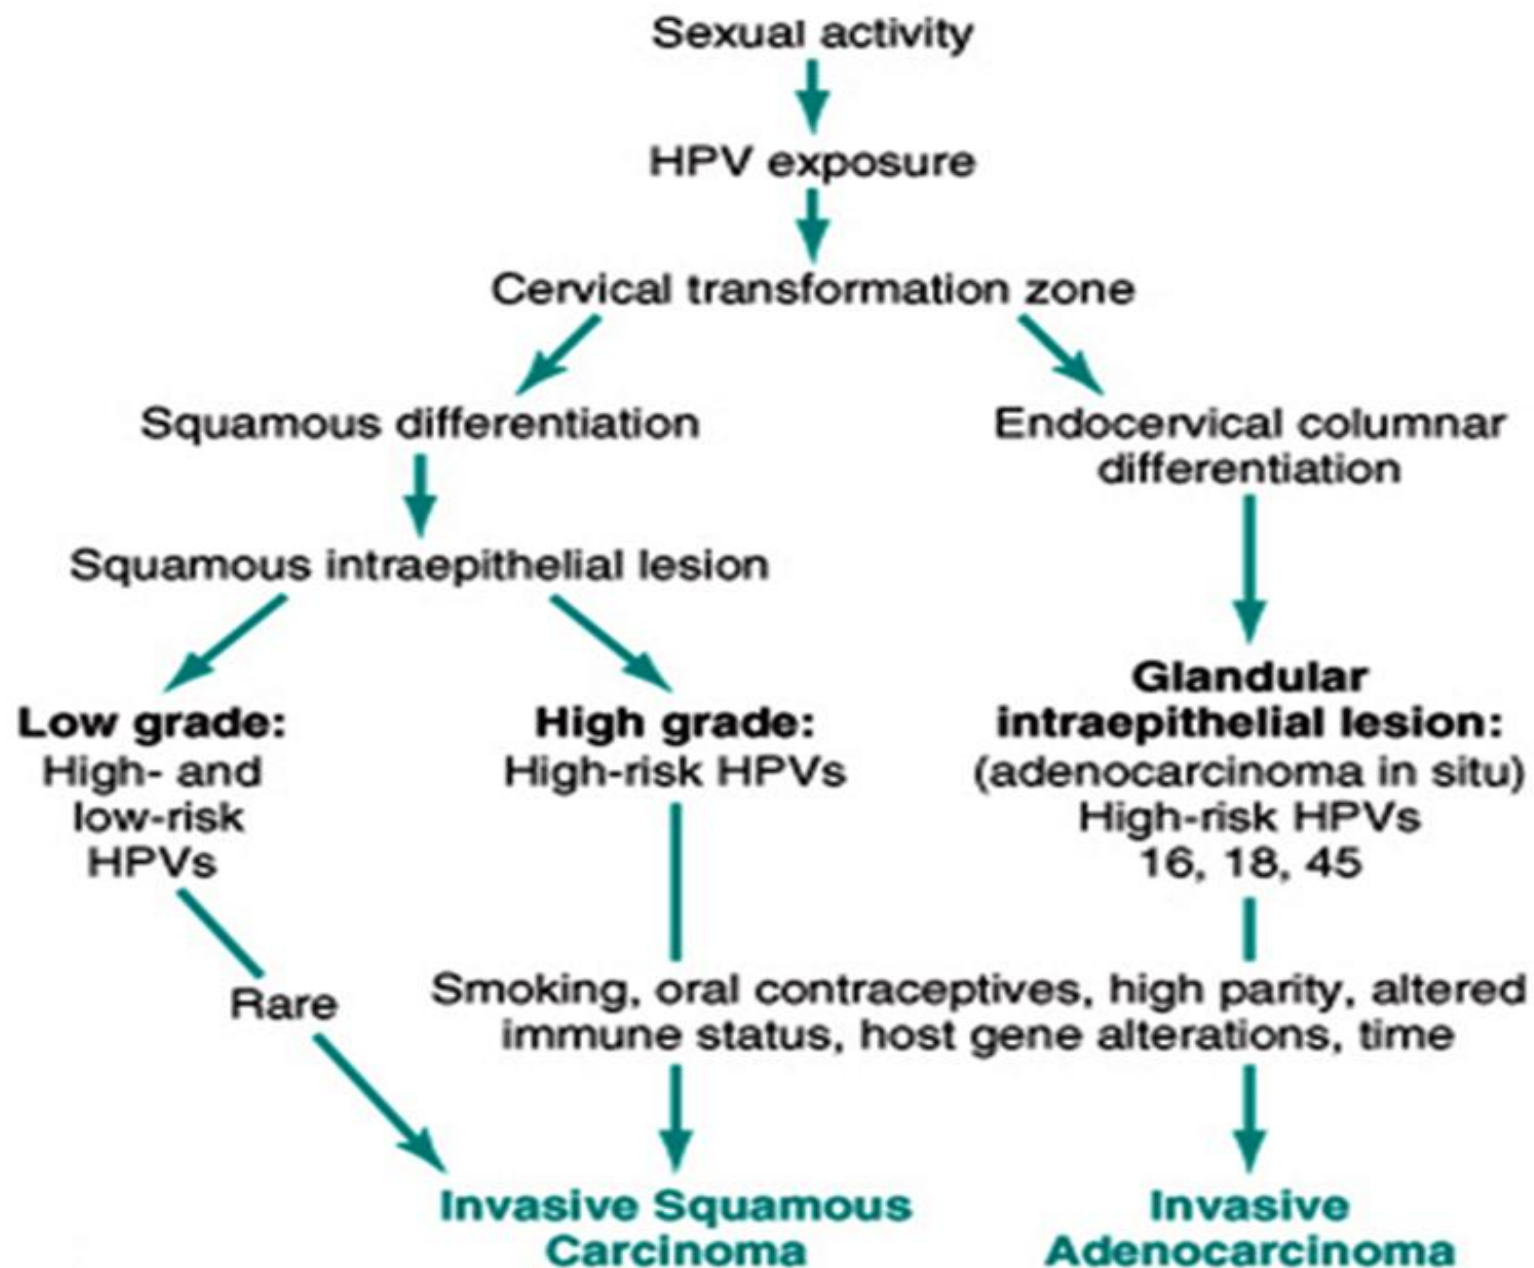 Sexual activity
HPV exposure
Cervical transformation zone
Squamous differentiation
Endocervical columnar
differentiation
Squamous intraepithelial lesion
Low grade:
High- and
low-risk
HPVs
High grade:
High-risk HPVs
Glandular
intraepithelial lesion:
(adenocarcinoma in situ)
High-risk HPVs
16, 18, 45
Rare
Smoking, oral contraceptives, high parity, altered
immune status, host gene alterations, time
Invasive Squamous
Carcinoma
Invasive
Adenocarcinoma